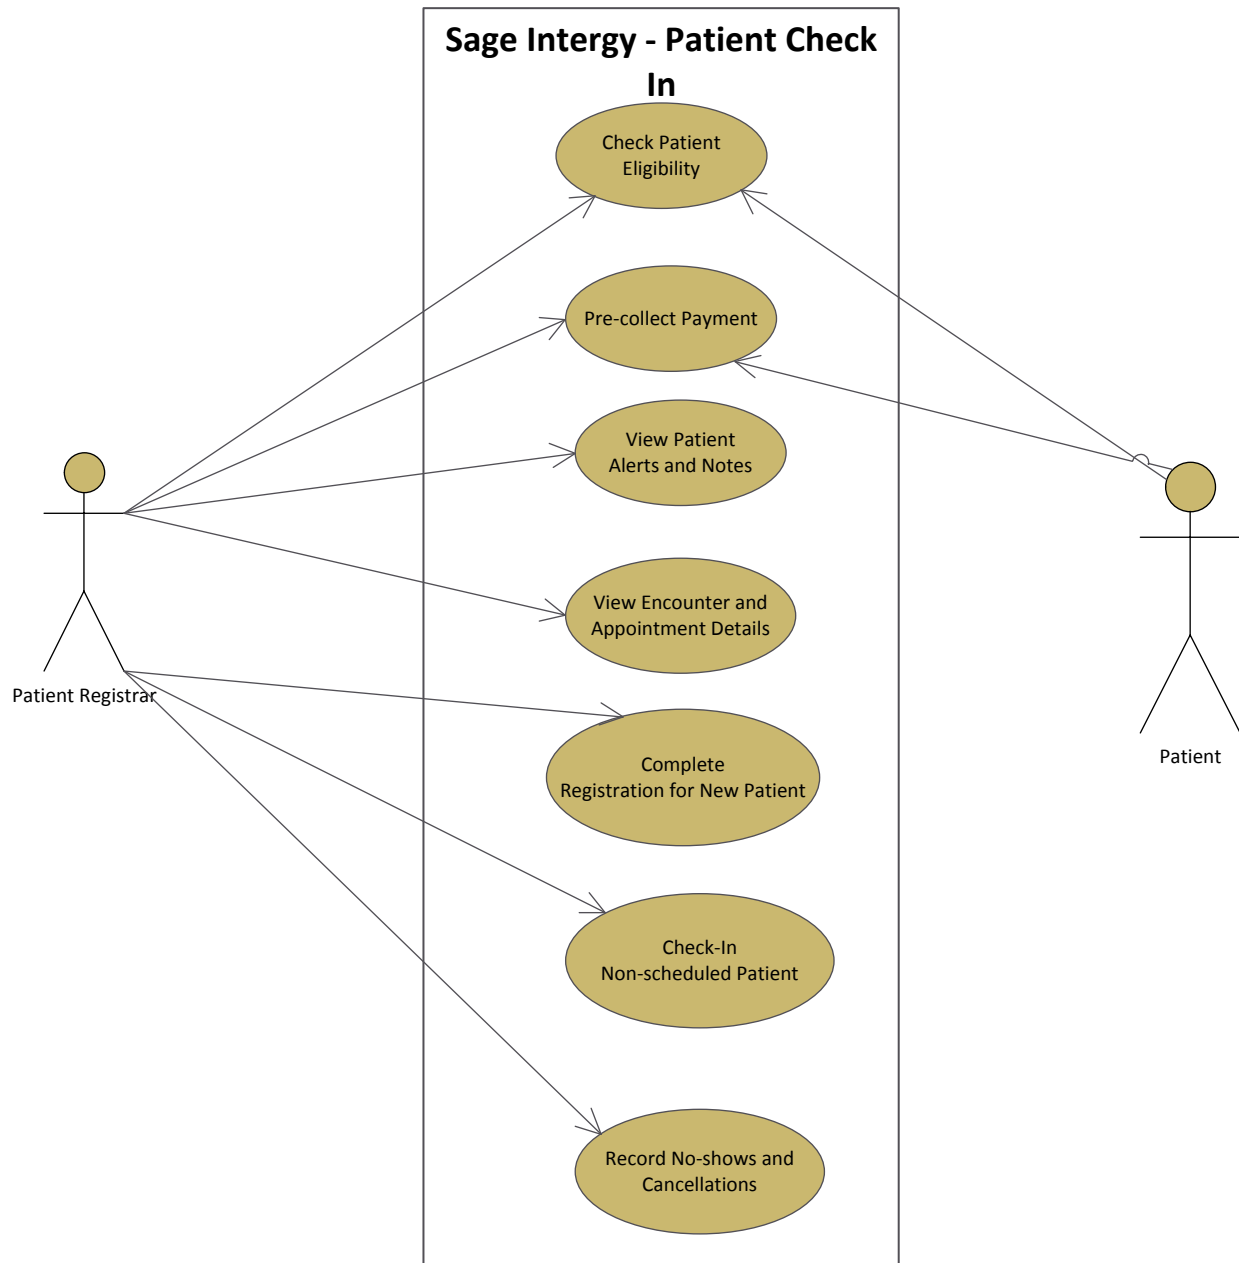 Sage Intergy - Patient Check
In
Check Patient
Eligibility
Pre-collect Payment
View Patient
Alerts and Notes
View Encounter and
Appointment Details
Patient Registrar
Complete
Registration for New Patient
Patient
Check-In
Non-scheduled Patient
Record No-shows and
Cancellations